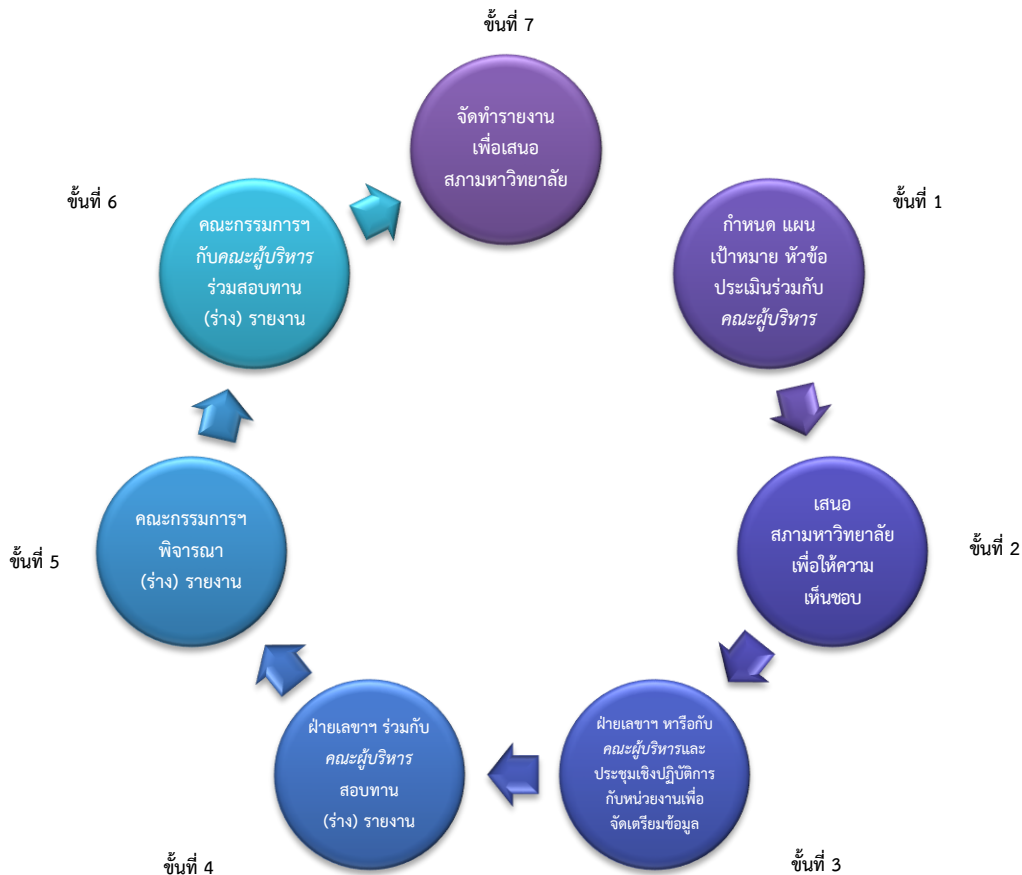 ขั้นที่ 7
จัดทำรายงาน
เพื่อเสนอ
สภามหาวิทยาลัย
ขั้นที่ 1
กำหนด แผน
เป้าหมาย หัวข้อ
ประเมินร่วมกับ
คณะผู้บริหาร
ขั้นที่ 2
เสนอ
สภามหาวิทยาลัย
เพื่อให้ความ
เห็นชอบ
ขั้นที่ 3
ฝ่ายเลขาฯ หารือกับ
คณะผู้บริหารและ
ประชุมเชิงปฏิบัติการ
กับหน่วยงานเพื่อ
จัดเตรียมข้อมูล
ขั้นที่ 4
ฝ่ายเลขาฯ ร่วมกับ
คณะผู้บริหาร
สอบทาน
(ร่าง) รายงาน
ขั้นที่ 5
คณะกรรมการฯ
พิจารณา
(ร่าง) รายงาน
ขั้นที่ 6
คณะกรรมการฯ
กับคณะผู้บริหาร
ร่วมสอบทาน
(ร่าง) รายงาน